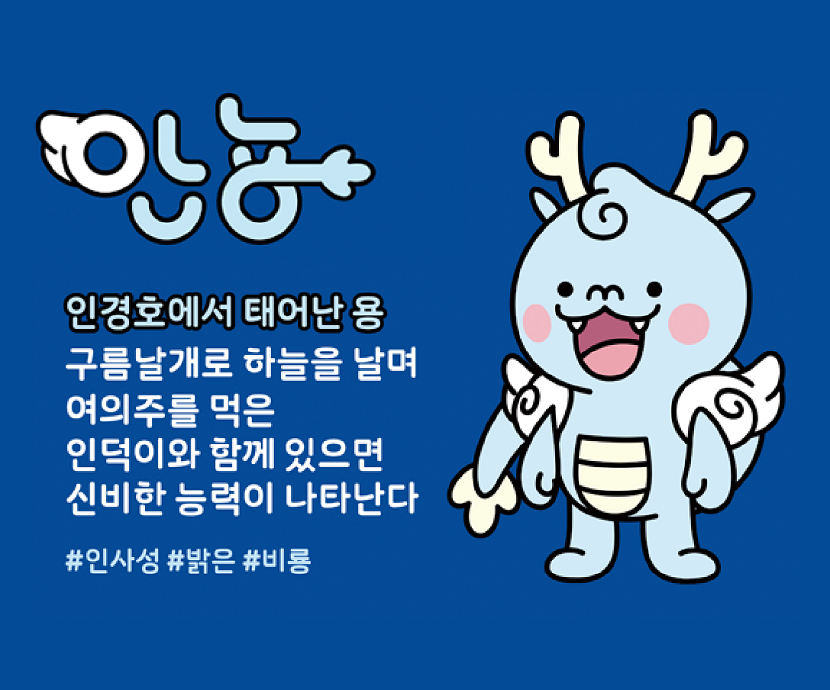 안뇽
인경호에서 태어난 용
구름날개로 하늘을 날며
여의주를 먹은
인덕이와 함께 있으면
신비한 능력이 나타난다
#인사성 #밝은 #비룡